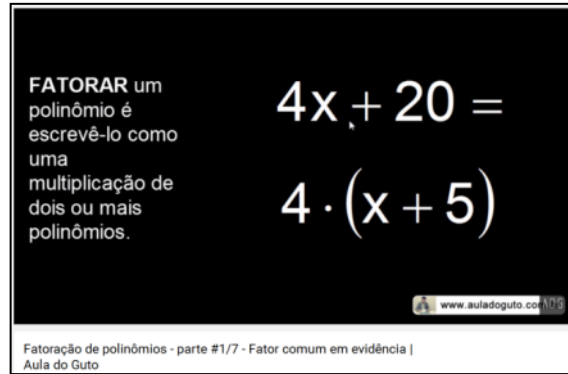 FATORAR um
polinômio é
escrevê-lo como
uma
multiplicação de
dois ou mais
polinômios.
4x + 20 =
4 · (x + 5)
www.auladoguto.com
ADG
Fatoração de polinômios - parte #1/7 - Fator comum em evidência |
Aula do Guto